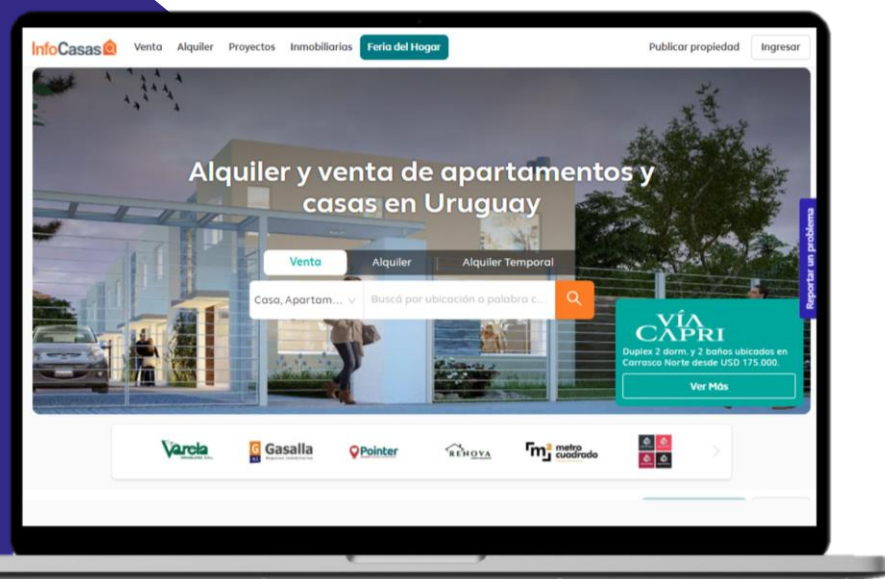 InfoCasas
Venta
Alquiler
Proyectos
Inmobiliarias
Feria del Hogar
Publicar propiedad
Ingresar
Alquiler y venta de apartamentos y
casas en Uruguay
Venta
Alquiler
Alquiler Temporal
Casa, Apartam...
Buscá por ubicación o palabra c...
Reportar un problema
VÍA
CAPRI
Duplex 2 dorm. y 2 baños ubicados en
Carrasco Norte desde USD 175.000.
Ver Más
Varela
Gasalla
Pointer
RENOVA
m2 metro
cuadrado